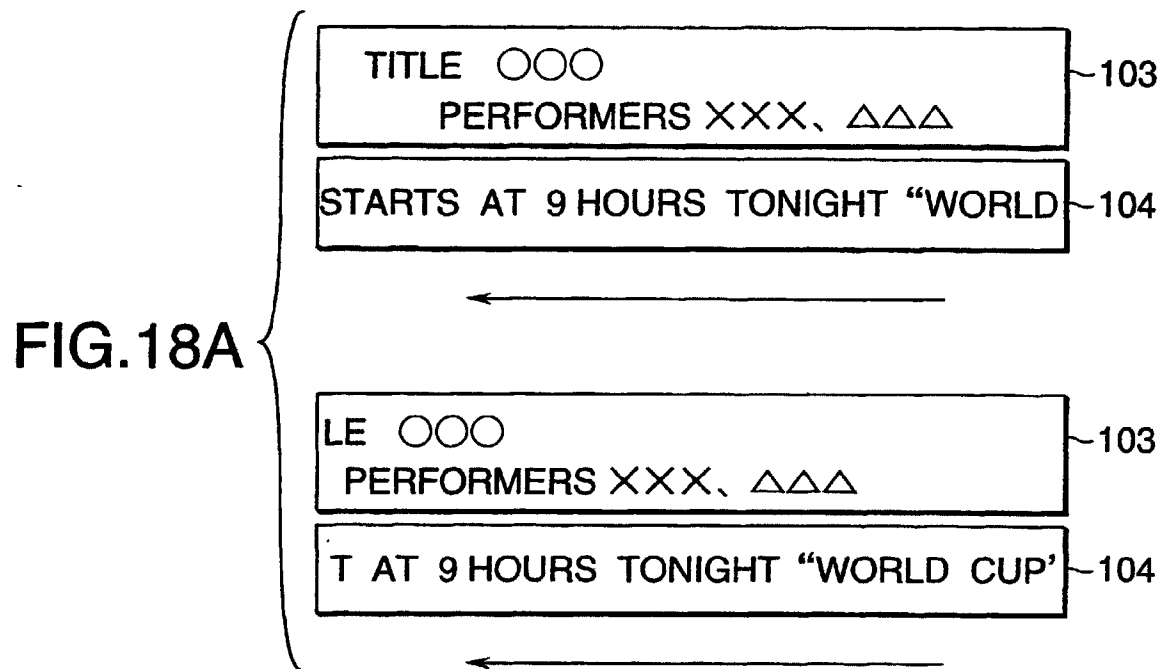 TITLE ○○○
PERFORMERS ×××、△△△
103
STARTS AT 9 HOURS TONIGHT “WORLD
104
FIG.18A
LE ○○○
PERFORMERS ×××、△△△
103
T AT 9 HOURS TONIGHT “WORLD CUP’
104